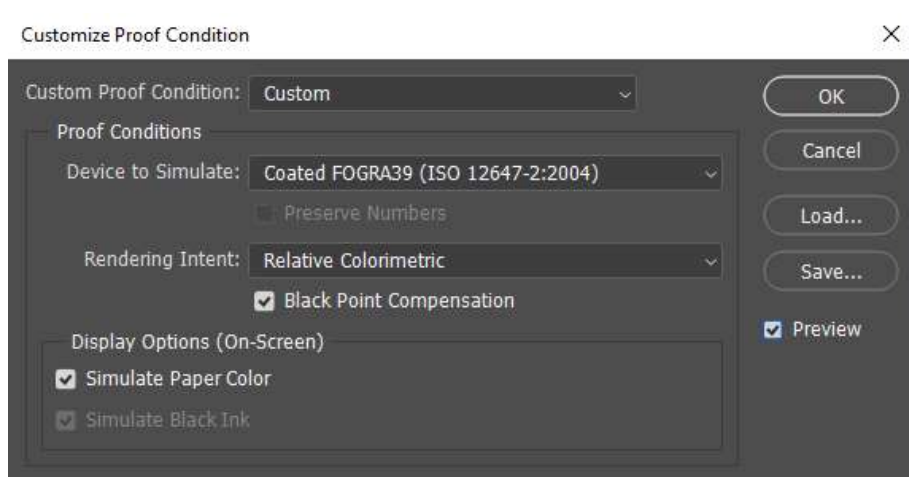 Customize Proof Condition
Custom Proof Condition: Custom
OK
Proof Conditions
Cancel
Device to Simulate: Coated FOGRA39 (ISO 12647-2:2004)
Preserve Numbers
Load...
Rendering Intent: Relative Colorimetric
Save...
Black Point Compensation
Preview
Display Options (On-Screen)
Simulate Paper Color
Simulate Black Ink